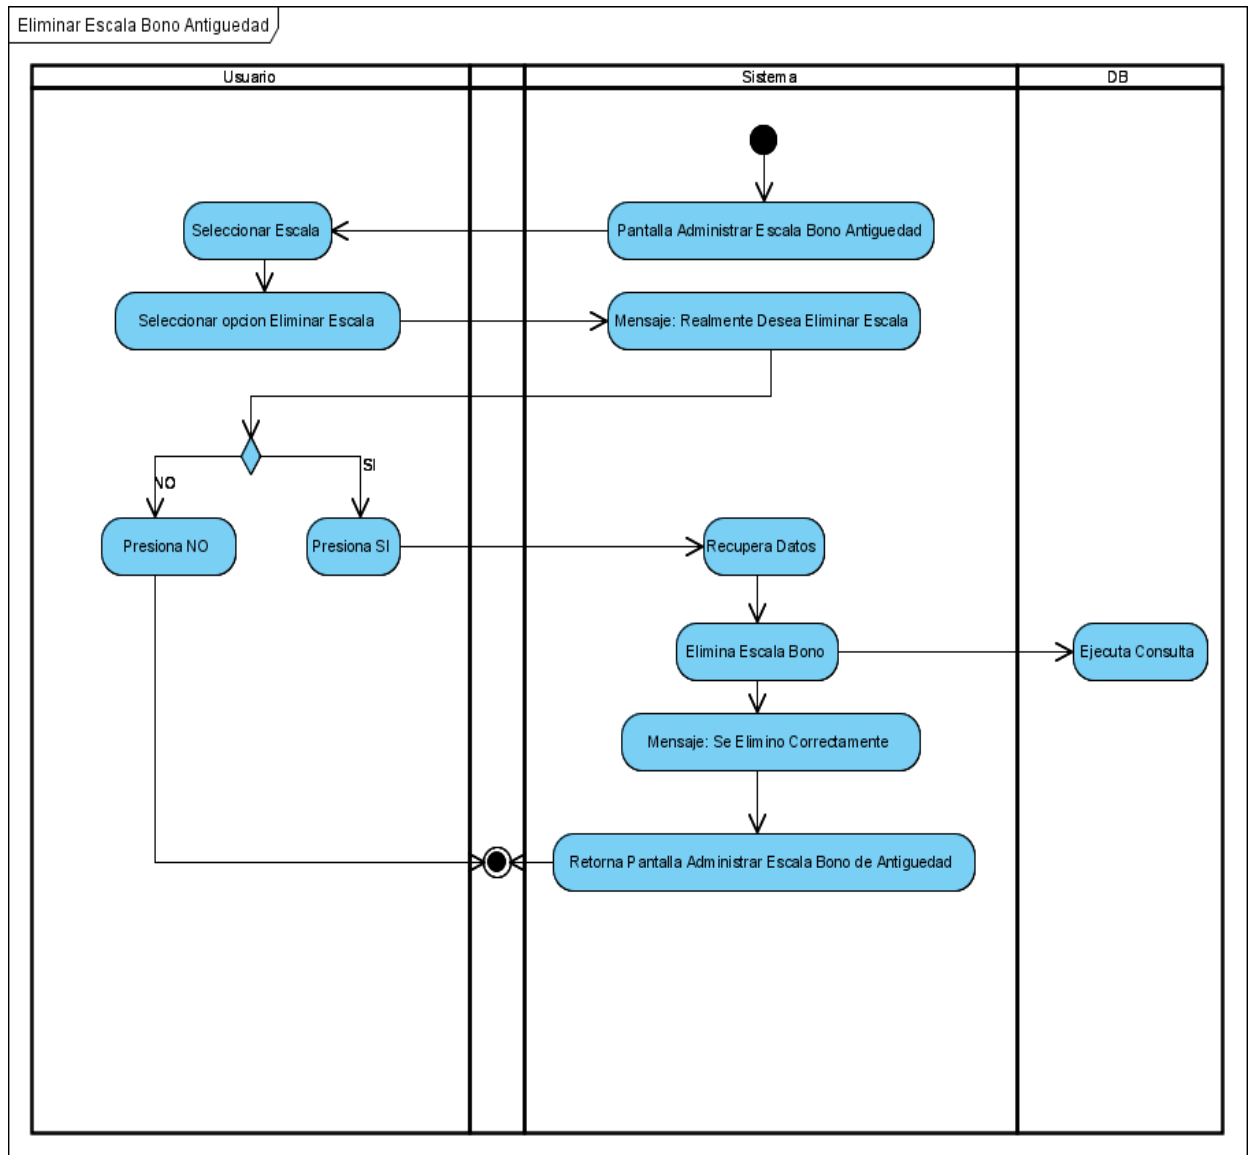 Eliminar Escala Bono Antiguedad
Usuario
Sistema
DB
Seleccionar Escala
Pantalla Administrar Escala Bono Antiguedad
Seleccionar opcion Eliminar Escala
Mensaje: Realmente Desea Eliminar Escala
NO
SI
Presiona NO
Presiona SI
Recupera Datos
Elimina Escala Bono
Ejecuta Consulta
Mensaje: Se Elimino Correctamente
Retorna Pantalla Administrar Escala Bono de Antiguedad